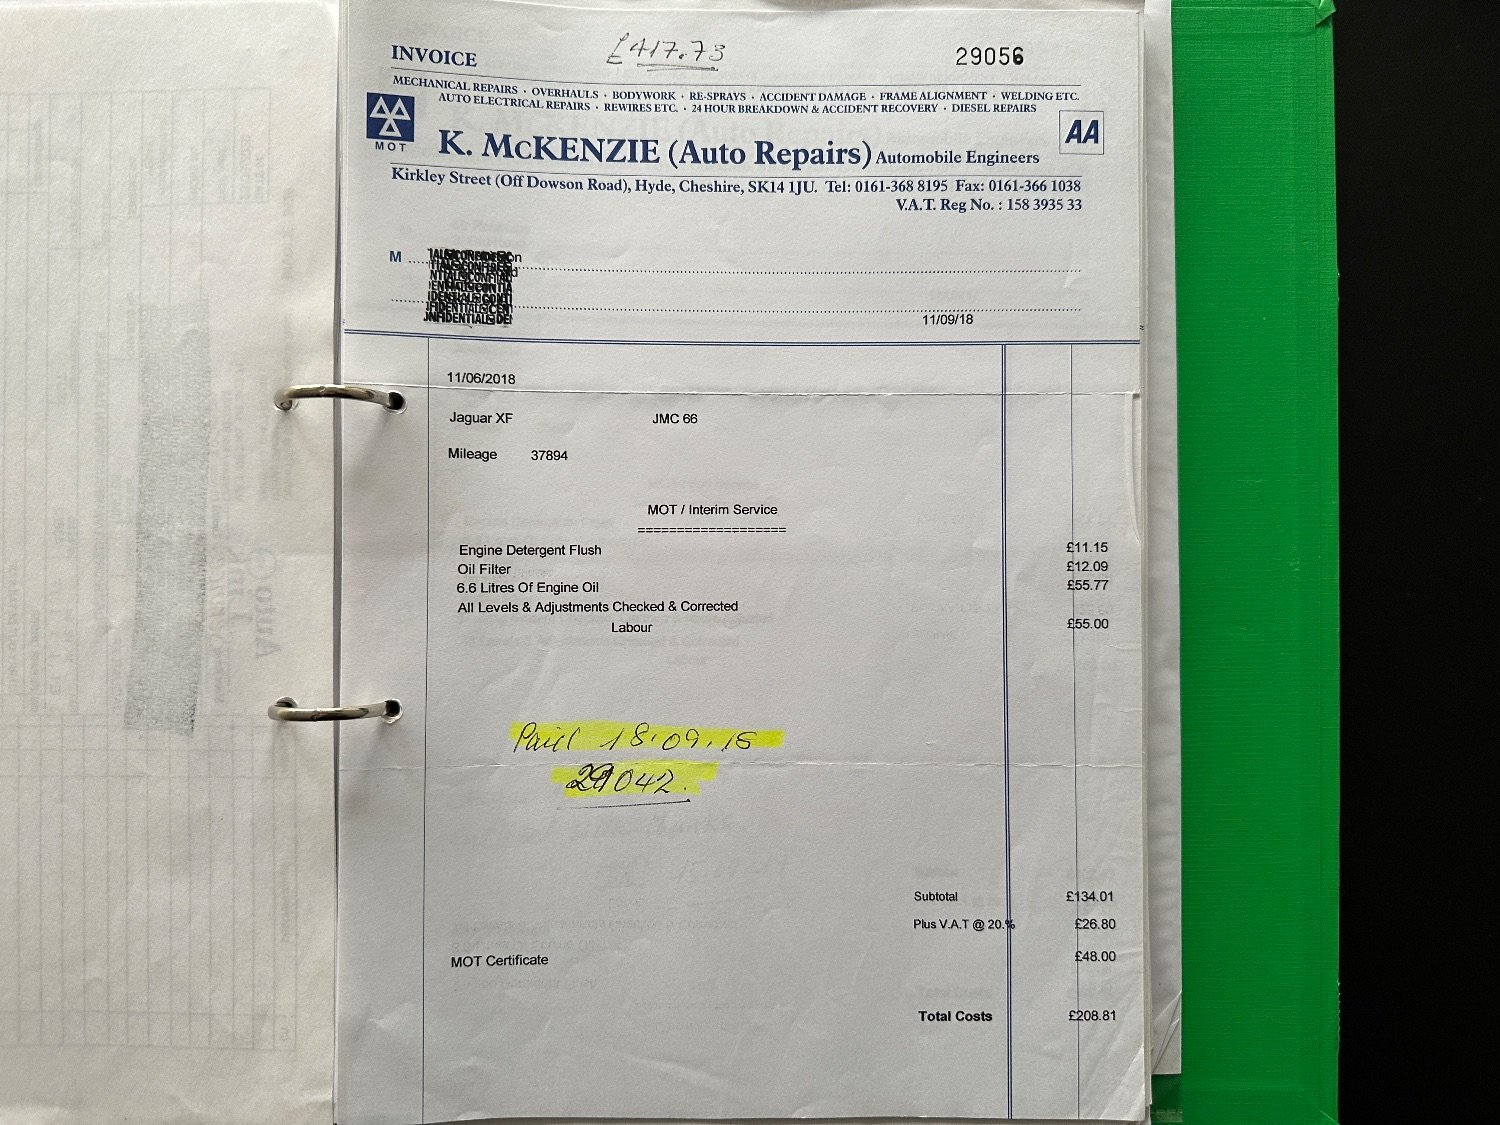 INVOICE £417.73 29056
MECHANICAL REPAIRS · OVERHAULS · BODYWORK · RE-SPRAYS · ACCIDENT DAMAGE · FRAME ALIGNMENT · WELDING ETC.
AUTO ELECTRICAL REPAIRS · REWIRES ETC. · 24 HOUR BREAKDOWN & ACCIDENT RECOVERY · DIESEL REPAIRS
MOT
AA
K. McKENZIE (Auto Repairs) Automobile Engineers
Kirkley Street (Off Dowson Road), Hyde, Cheshire, SK14 1JU. Tel: 0161-368 8195 Fax: 0161-366 1038
V.A.T. Reg No. : 158 3935 33
M
11/09/18
11/06/2018
Jaguar XF JMC 66
Mileage 37894
MOT / Interim Service
===================
Engine Detergent Flush £11.15
Oil Filter £12.09
6.6 Litres Of Engine Oil £55.77
All Levels & Adjustments Checked & Corrected
Labour £55.00
Paid 18.09.18
29042.
Subtotal £134.01
Plus V.A.T @ 20.% £26.80
MOT Certificate £48.00
Total Costs £208.81